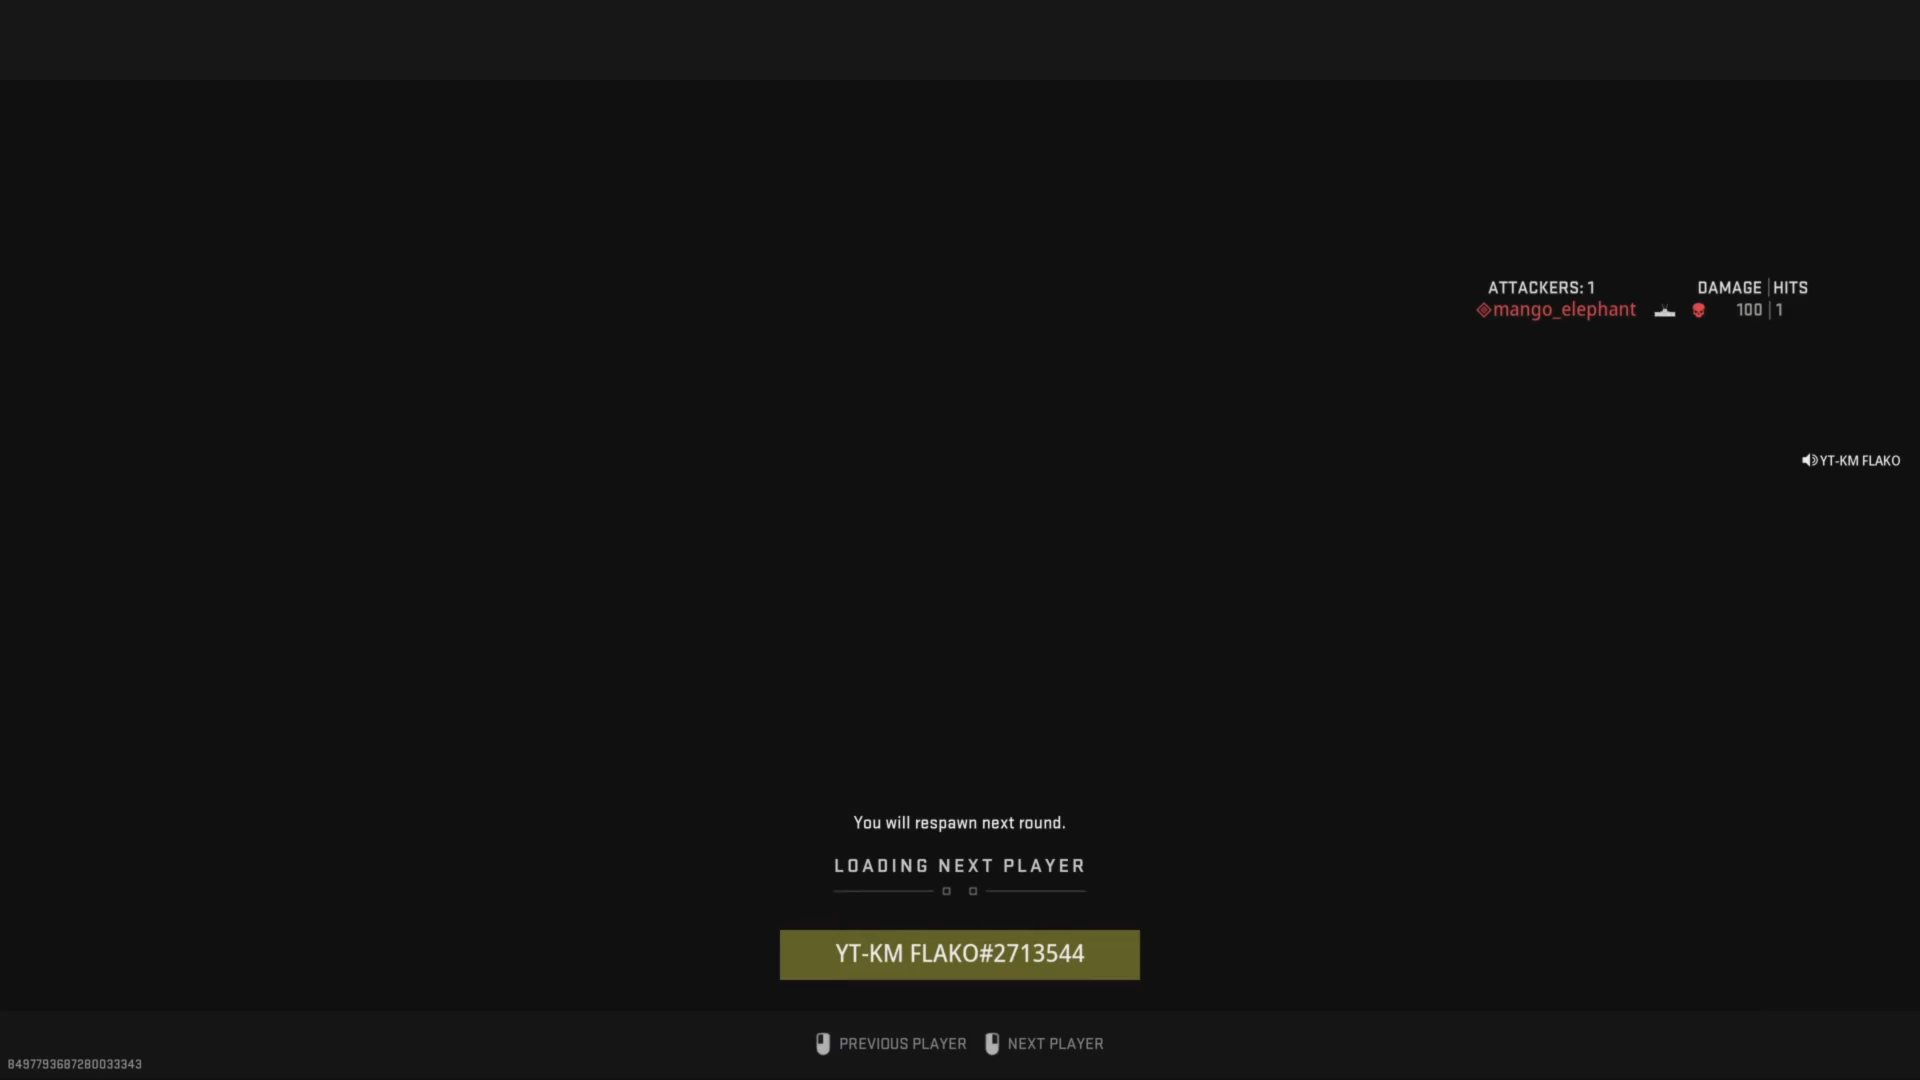 ATTACKERS: 1 DAMAGE HITS
mango_elephant 100 1
YT-KM FLAKO
You will respawn next round.
LOADING NEXT PLAYER
YT-KM FLAKO#2713544
PREVIOUS PLAYER NEXT PLAYER
8497793687280033343